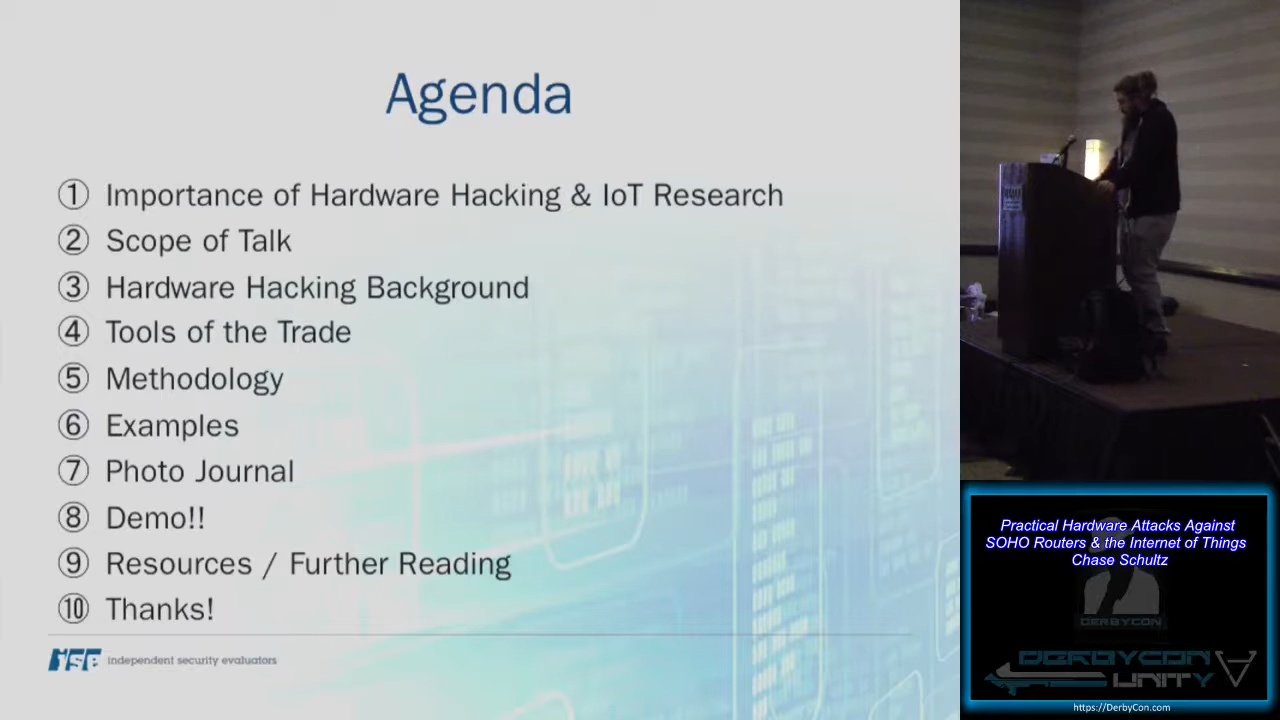 Agenda
① Importance of Hardware Hacking & IoT Research
② Scope of Talk
③ Hardware Hacking Background
④ Tools of the Trade
⑤ Methodology
⑥ Examples
⑦ Photo Journal
⑧ Demo!!
⑨ Resources / Further Reading
⑩ Thanks!
ise independent security evaluators
Practical Hardware Attacks Against
SOHO Routers & the Internet of Things
Chase Schultz
DERBYCON
DERBYCON
UNITY
https://DerbyCon.com